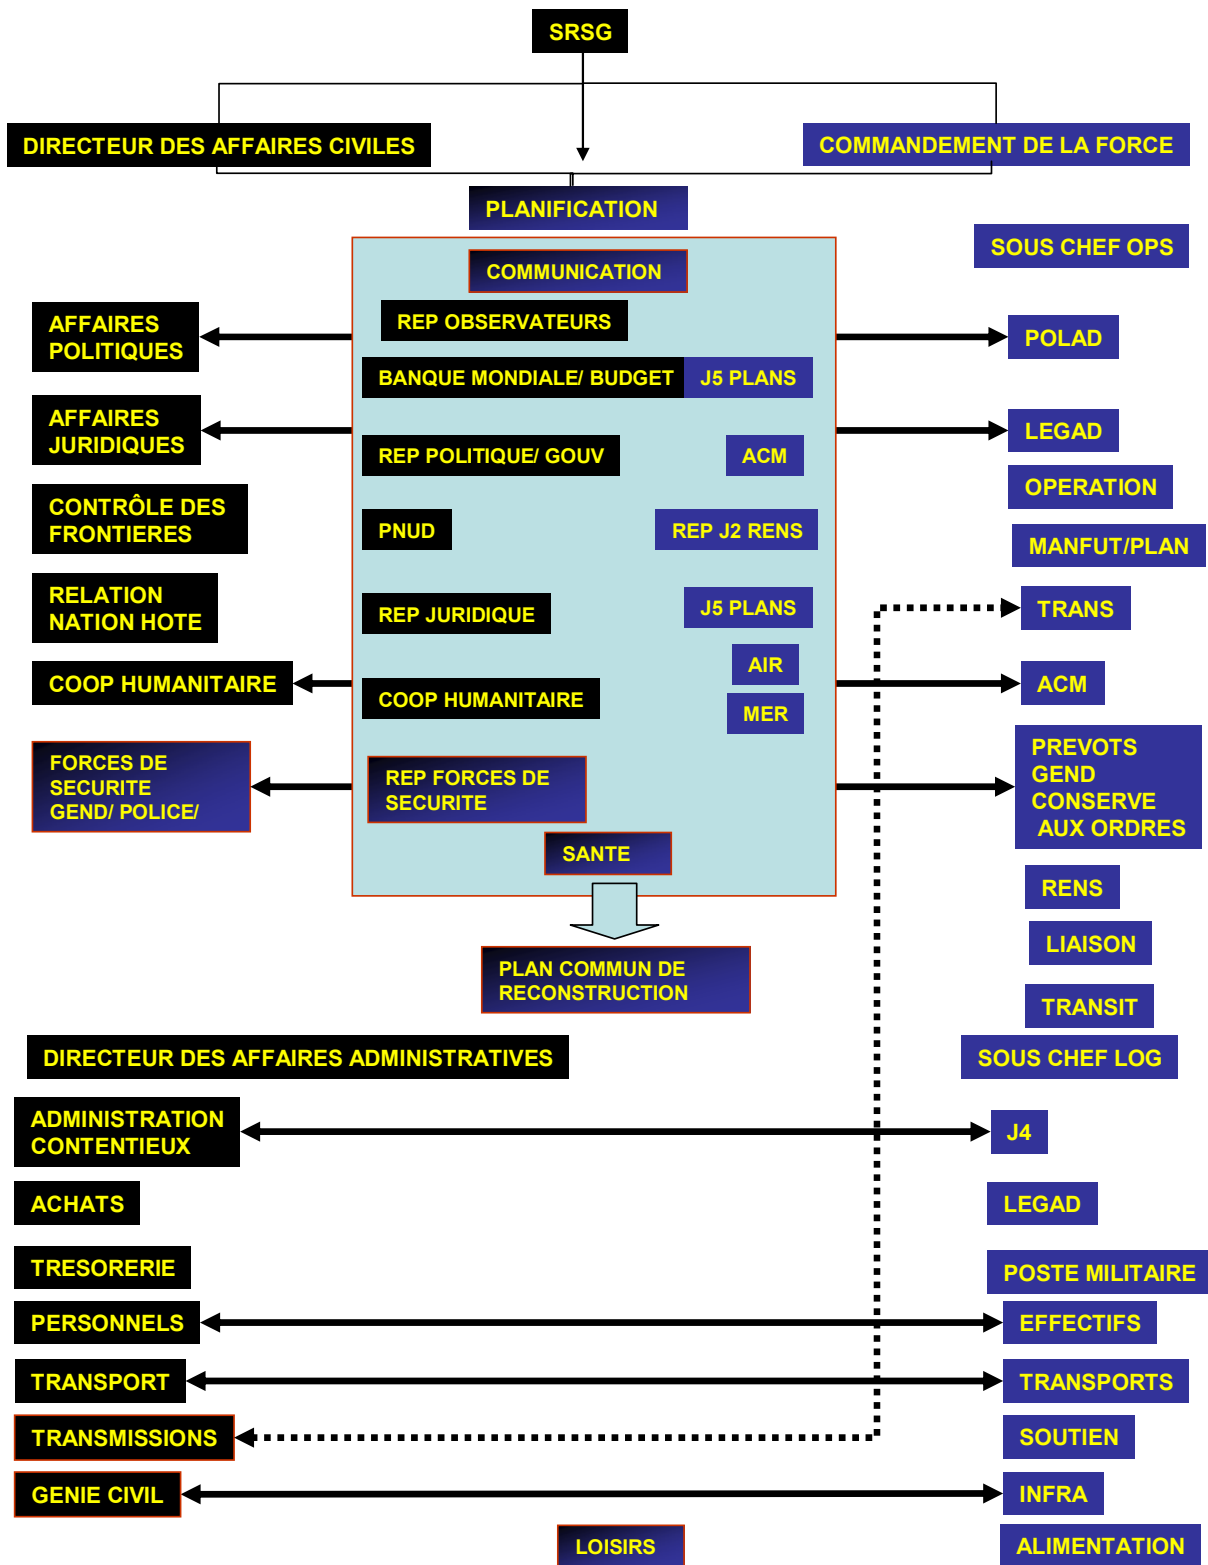 SRSG
DIRECTEUR DES AFFAIRES CIVILES
COMMANDEMENT DE LA FORCE
PLANIFICATION
SOUS CHEF OPS
COMMUNICATION
REP OBSERVATEURS
AFFAIRES
POLITIQUES
POLAD
BANQUE MONDIALE/ BUDGET
J5 PLANS
AFFAIRES
JURIDIQUES
LEGAD
REP POLITIQUE/ GOUV
ACM
OPERATION
CONTRÔLE DES
FRONTIERES
PNUD
REP J2 RENS
MANFUT/PLAN
RELATION
NATION HOTE
REP JURIDIQUE
J5 PLANS
TRANS
AIR
COOP HUMANITAIRE
COOP HUMANITAIRE
MER
ACM
FORCES DE
SECURITE
GEND/ POLICE/
REP FORCES DE
SECURITE
PREVOTS
GEND
CONSERVE
AUX ORDRES
SANTE
RENS
LIAISON
PLAN COMMUN DE
RECONSTRUCTION
TRANSIT
DIRECTEUR DES AFFAIRES ADMINISTRATIVES
SOUS CHEF LOG
ADMINISTRATION
CONTENTIEUX
J4
ACHATS
LEGAD
TRESORERIE
POSTE MILITAIRE
PERSONNELS
EFFECTIFS
TRANSPORT
TRANSPORTS
TRANSMISSIONS
SOUTIEN
GENIE CIVIL
INFRA
LOISIRS
ALIMENTATION